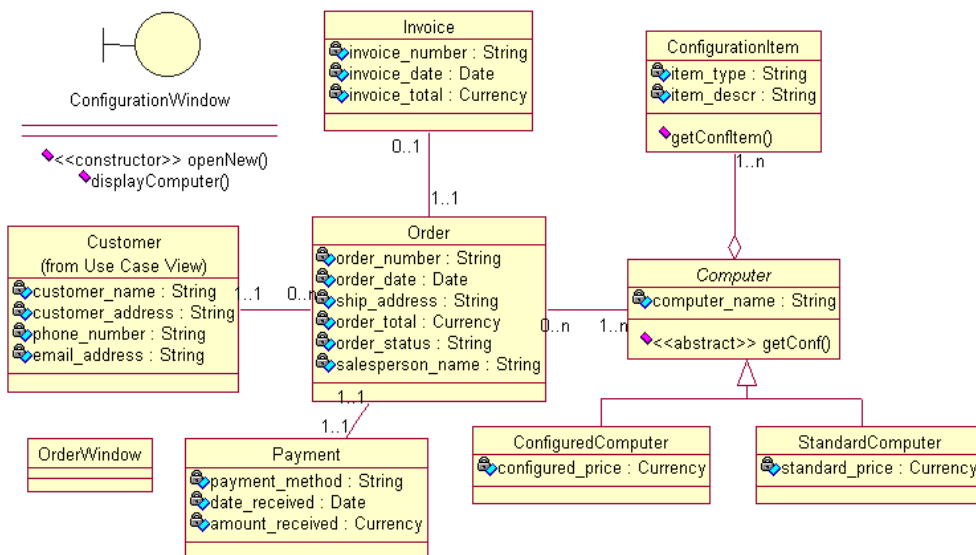 ConfigurationWindow
<<constructor>> openNew()
displayComputer()
Invoice
invoice_number : String
invoice_date : Date
invoice_total : Currency
ConfigurationItem
item_type : String
item_descr : String
getConfItem()
0..1
1..1
1..n
Customer
(from Use Case View)
customer_name : String
customer_address : String
phone_number : String
email_address : String
1..1
0..n
Order
order_number : String
order_date : Date
ship_address : String
order_total : Currency
order_status : String
salesperson_name : String
0..n
1..n
Computer
computer_name : String
<<abstract>> getConf()
1..1
1..1
OrderWindow
Payment
payment_method : String
date_received : Date
amount_received : Currency
ConfiguredComputer
configured_price : Currency
StandardComputer
standard_price : Currency